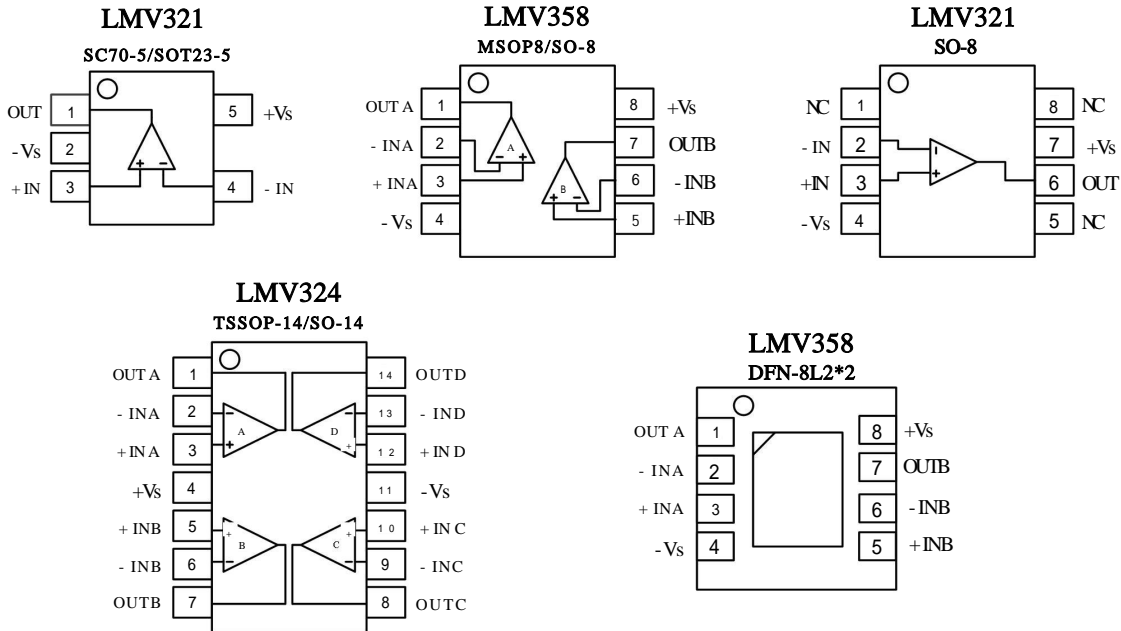 LMV321
SC70-5/SOT23-5
OUT 1
-Vs 2
+IN 3
5 +Vs
4 -IN
+ -
LMV358
MSOP8/SO-8
OUT A 1
- INA 2
+ INA 3
-Vs 4
8 +Vs
7 OUTB
6 -INB
5 +INB
A
- +
B
+ -
LMV321
SO-8
NC 1
- IN 2
+IN 3
-Vs 4
8 NC
7 +Vs
6 OUT
5 NC
-
+
LMV324
TSSOP-14/SO-14
OUT A 1
- INA 2
+ INA 3
+Vs 4
+ INB 5
- INB 6
OUTB 7
14 OUTD
13 - IND
12 + IND
11 -Vs
10 + INC
9 - INC
8 OUTC
-
A
+
-
D
+
+
B
-
+
C
-
LMV358
DFN-8L2*2
OUT A 1
- INA 2
+ INA 3
-Vs 4
8 +Vs
7 OUTB
6 -INB
5 +INB